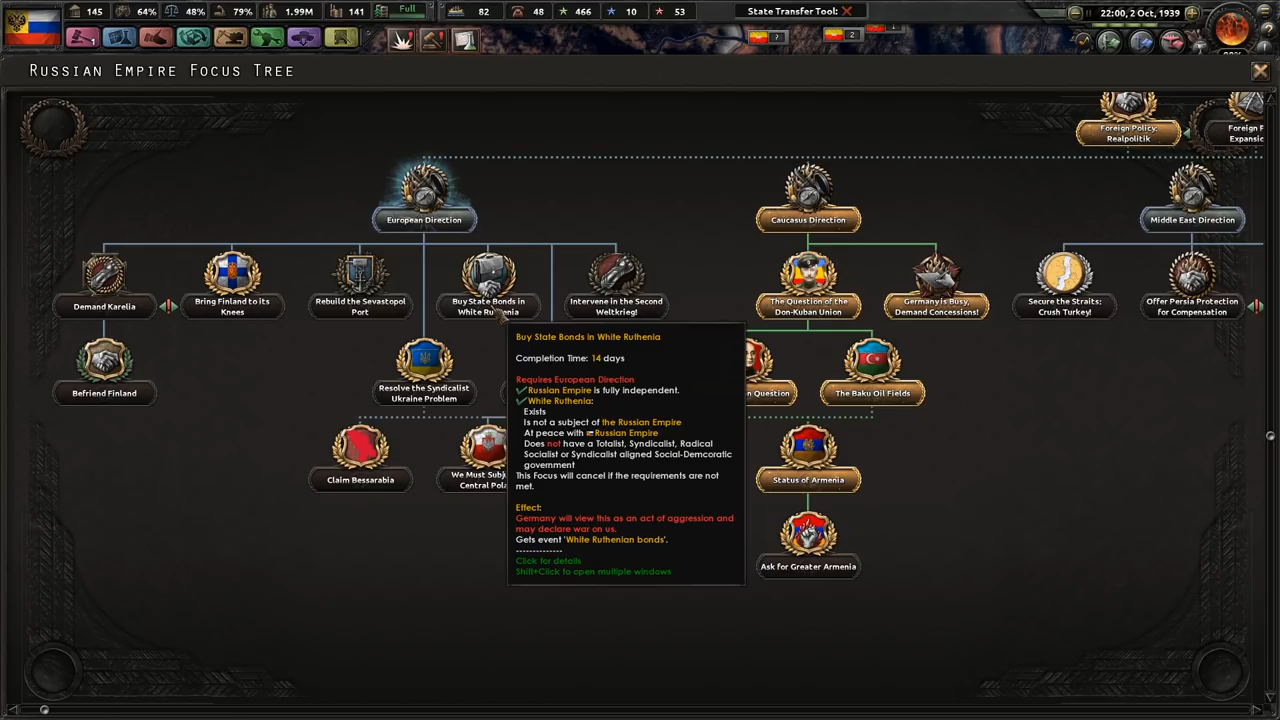 145 64% 48% 79% 1.99M 141 Full 82 48 466 10 53 State Transfer Tool: 22:00, 2 Oct, 1939
1
2 2 1
Russian Empire Focus Tree
Foreign Policy: Realpolitik
Foreign P
Expansio
European Direction
Caucasus Direction
Middle East Direction
Demand Karelia
Bring Finland to its Knees
Rebuild the Sevastopol Port
Buy State Bonds in White Ruthenia
Intervene in the Second Weltkrieg!
The Question of the Don-Kuban Union
Germany is Busy, Demand Concessions!
Secure the Straits: Crush Turkey!
Offer Persia Protection for Compensation
Buy State Bonds in White Ruthenia
Completion Time: 14 days
Requires European Direction
Russian Empire is fully independent.
White Ruthenia:
Exists
Is not a subject of the Russian Empire
At peace with Russian Empire
Does not have a Totalist, Syndicalist, Radical
Socialist or Syndicalist aligned Social-Demcoratic
government
This Focus will cancel if the requirements are not
met.
Effect:
Germany will view this as an act of aggression and
may declare war on us.
Gets event 'White Ruthenian bonds'.
--------------
Click for details
Shift+Click to open multiple windows
Befriend Finland
Resolve the Syndicalist Ukraine Problem
n Question
The Baku Oil Fields
Claim Bessarabia
We Must Subj
Central Pola
Status of Armenia
Ask for Greater Armenia